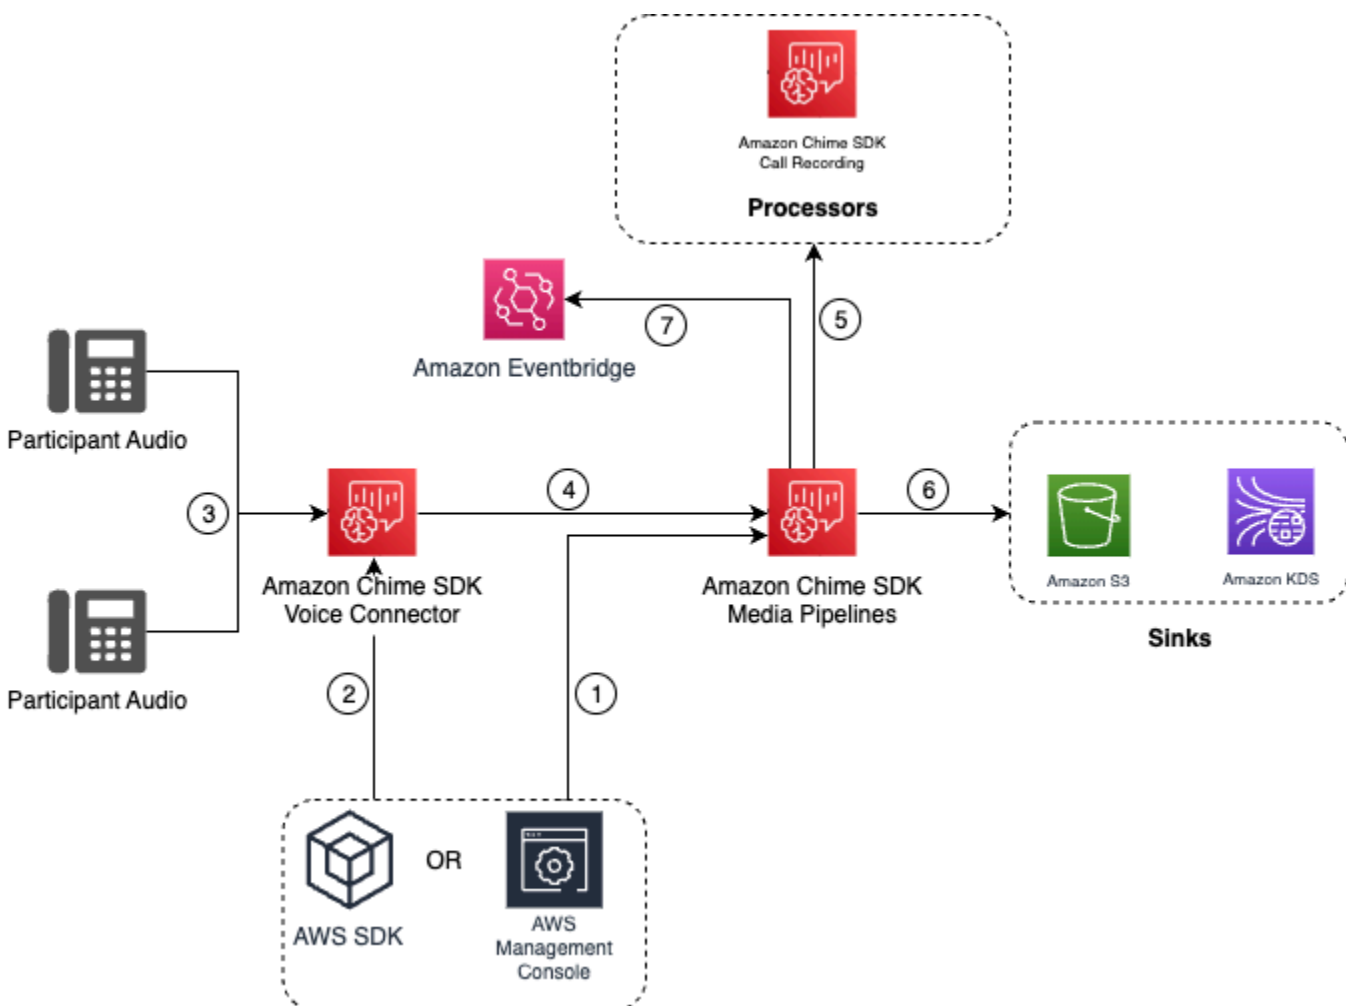 Amazon Chime SDK
Call Recording
Processors
7
5
Amazon Eventbridge
Participant Audio
3
4
6
Amazon S3
Amazon KDS
Amazon Chime SDK
Voice Connector
Amazon Chime SDK
Media Pipelines
Sinks
Participant Audio
2
1
OR
AWS SDK
AWS
Management
Console